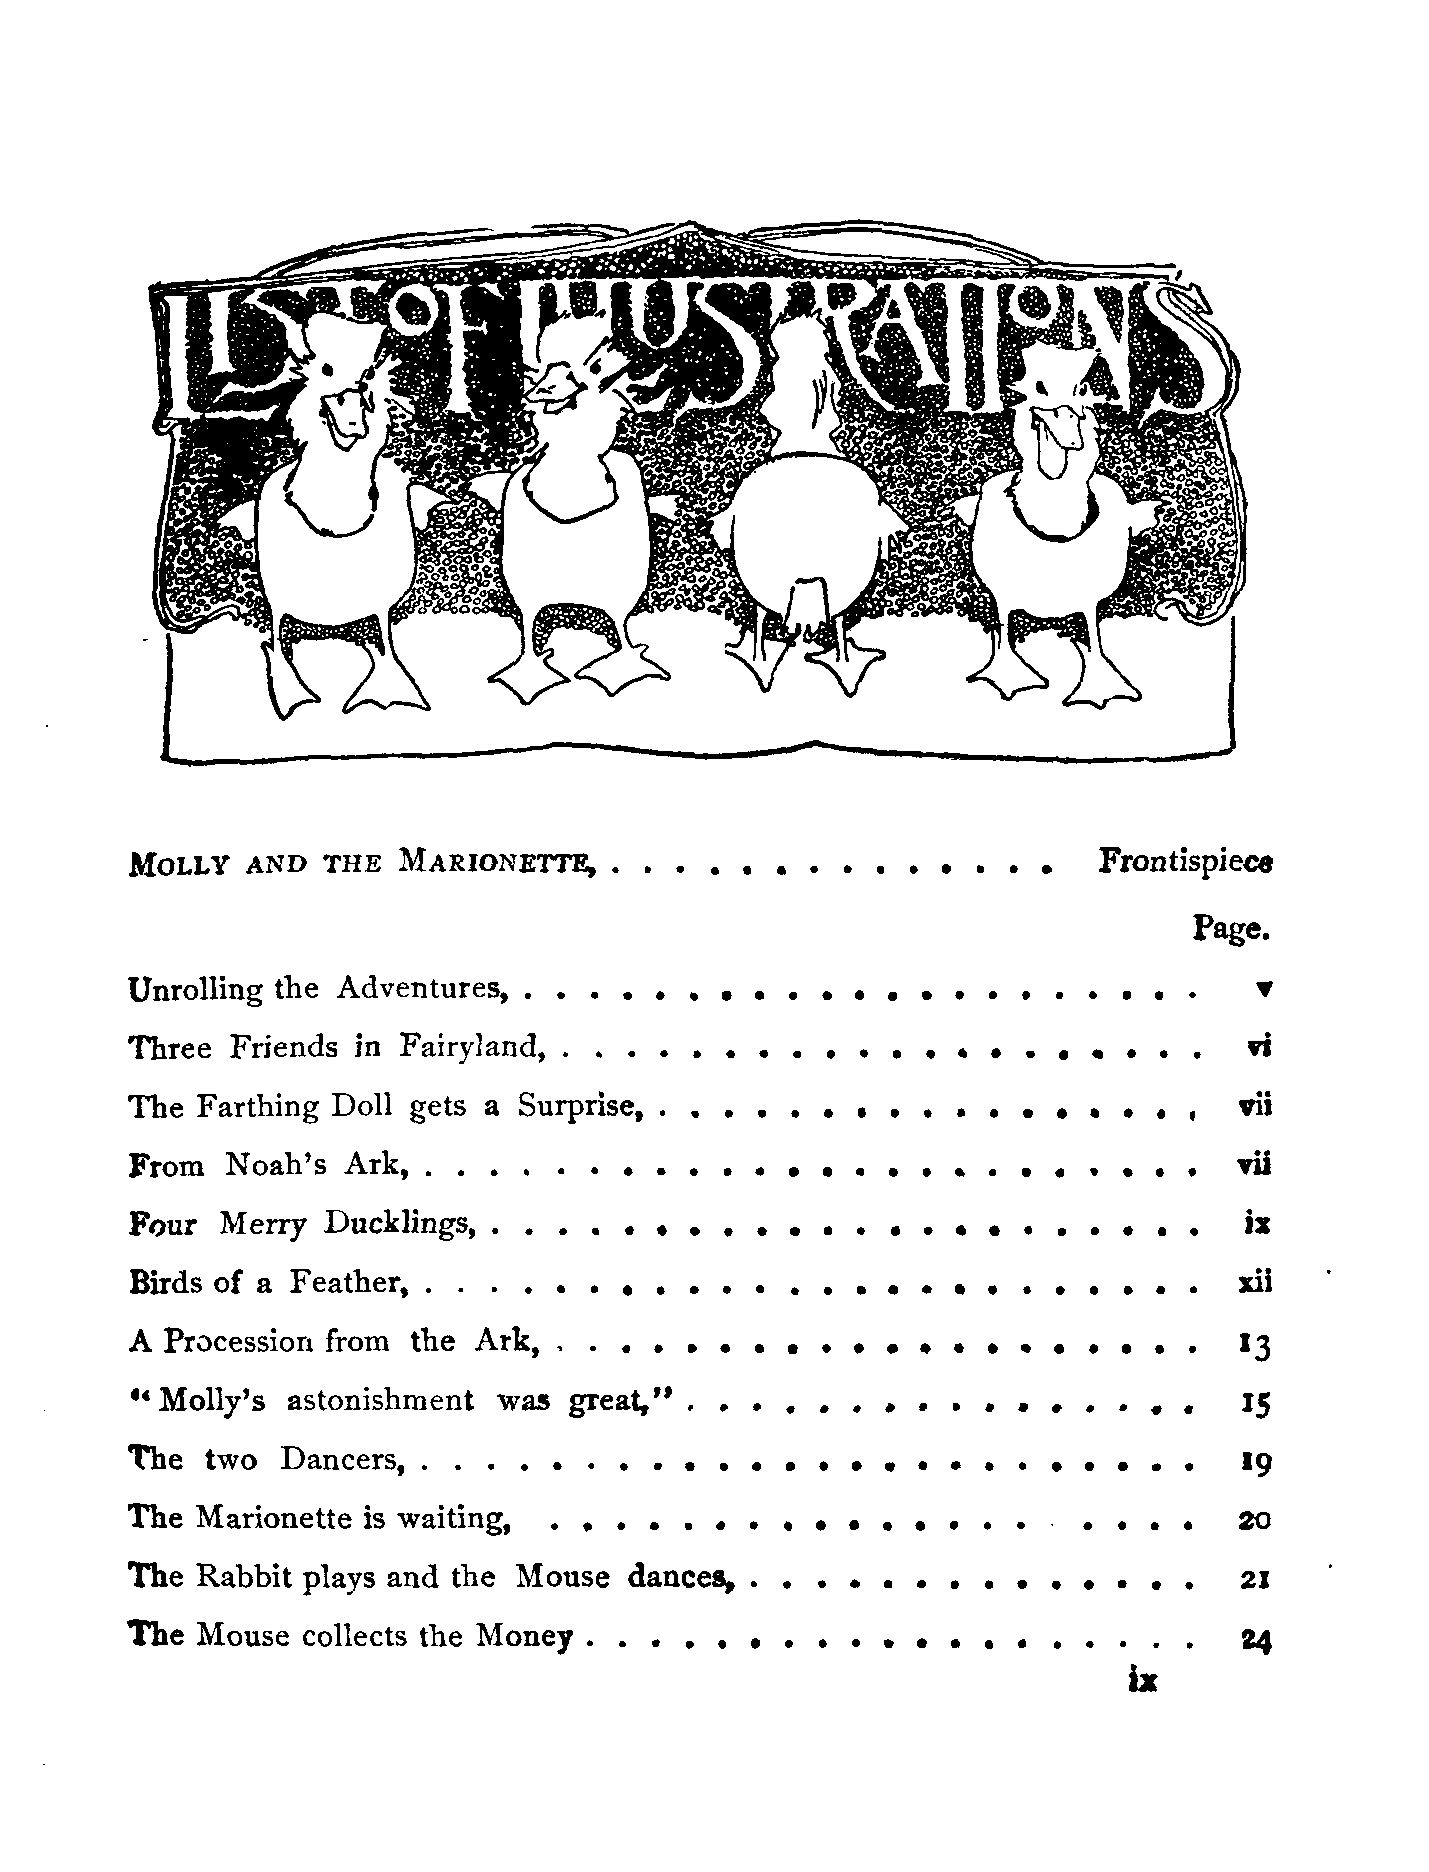 LIST OF ILLUSTRATIONS
MOLLY AND THE MARIONETTE, . . . . . . . . . . . . . . Frontispiece
Page.
Unrolling the Adventures, . . . . . . . . . . . . . . . . . . . . . v
Three Friends in Fairyland, . . . . . . . . . . . . . . . . . . . . vi
The Farthing Doll gets a Surprise, . . . . . . . . . . . . . . . . . vii
From Noah's Ark, . . . . . . . . . . . . . . . . . . . . . . . . vii
Four Merry Ducklings, . . . . . . . . . . . . . . . . . . . . . . ix
Birds of a Feather, . . . . . . . . . . . . . . . . . . . . . . . . xii
A Procession from the Ark, . . . . . . . . . . . . . . . . . . . . 13
"Molly's astonishment was great," . . . . . . . . . . . . . . . . 15
The two Dancers, . . . . . . . . . . . . . . . . . . . . . . . . 19
The Marionette is waiting, . . . . . . . . . . . . . . . . . . . 20
The Rabbit plays and the Mouse dances, . . . . . . . . . . . . . . 21
The Mouse collects the Money . . . . . . . . . . . . . . . . . . . 24
ix